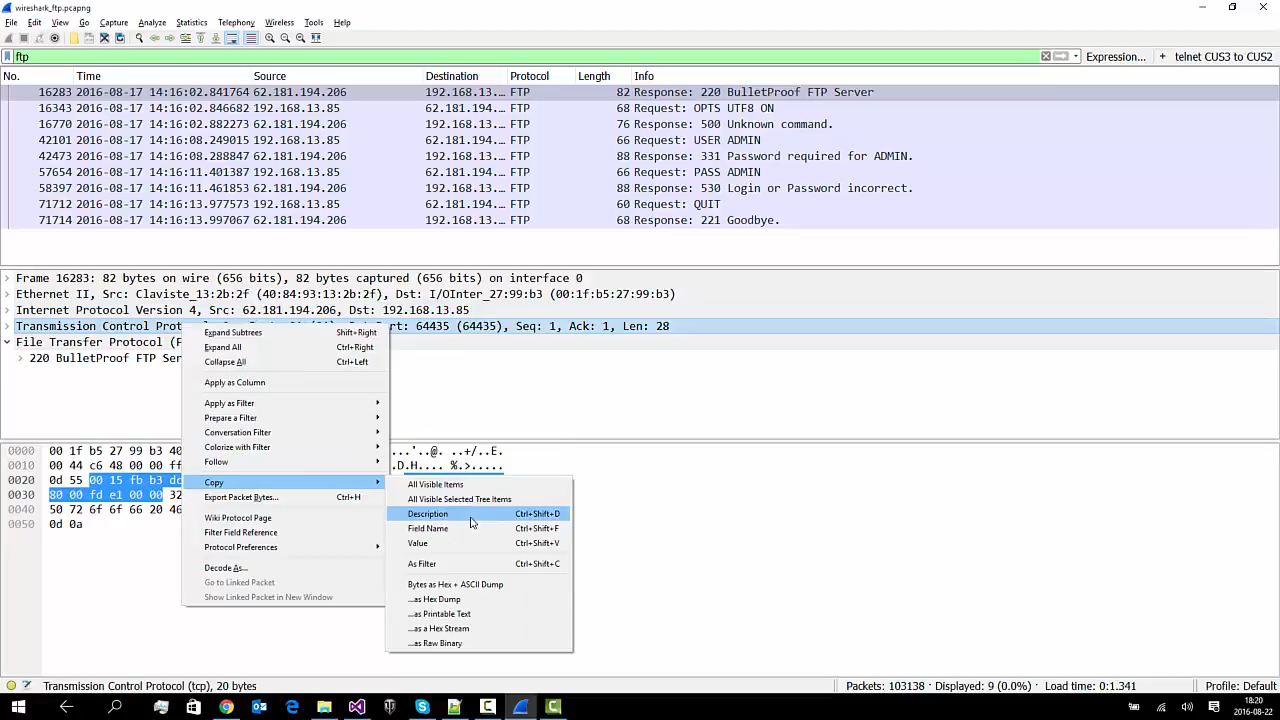 wireshark_ftp.pcapng
File Edit View Go Capture Analyze Statistics Telephony Wireless Tools Help
ftp Expression... + telnet CUS3 to CUS2
No. Time Source Destination Protocol Length Info
16283 2016-08-17 14:16:02.841764 62.181.194.206 192.168.13.… FTP 82 Response: 220 BulletProof FTP Server
16343 2016-08-17 14:16:02.846682 192.168.13.85 62.181.194.… FTP 68 Request: OPTS UTF8 ON
16770 2016-08-17 14:16:02.882273 62.181.194.206 192.168.13.… FTP 76 Response: 500 Unknown command.
42101 2016-08-17 14:16:08.249015 192.168.13.85 62.181.194.… FTP 66 Request: USER ADMIN
42473 2016-08-17 14:16:08.288847 62.181.194.206 192.168.13.… FTP 88 Response: 331 Password required for ADMIN.
57654 2016-08-17 14:16:11.401387 192.168.13.85 62.181.194.… FTP 66 Request: PASS ADMIN
58397 2016-08-17 14:16:11.461853 62.181.194.206 192.168.13.… FTP 88 Response: 530 Login or Password incorrect.
71712 2016-08-17 14:16:13.977573 192.168.13.85 62.181.194.… FTP 60 Request: QUIT
71714 2016-08-17 14:16:13.997067 62.181.194.206 192.168.13.… FTP 68 Response: 221 Goodbye.
Frame 16283: 82 bytes on wire (656 bits), 82 bytes captured (656 bits) on interface 0
Ethernet II, Src: Claviste_13:2b:2f (40:84:93:13:2b:2f), Dst: I/OInter_27:99:b3 (00:1f:b5:27:99:b3)
Internet Protocol Version 4, Src: 62.181.194.206, Dst: 192.168.13.85
Transmission Control Prot Port: 64435 (64435), Seq: 1, Ack: 1, Len: 28
File Transfer Protocol (F
220 BulletProof FTP Ser
Expand Subtrees Shift+Right
Expand All Ctrl+Right
Collapse All Ctrl+Left
Apply as Column
Apply as Filter
Prepare a Filter
Conversation Filter
Colorize with Filter
Follow
Copy
Export Packet Bytes... Ctrl+H
Wiki Protocol Page
Filter Field Reference
Protocol Preferences
Decode As...
Go to Linked Packet
Show Linked Packet in New Window
All Visible Items
All Visible Selected Tree Items
Description Ctrl+Shift+D
Field Name Ctrl+Shift+F
Value Ctrl+Shift+V
As Filter Ctrl+Shift+C
Bytes as Hex + ASCII Dump
...as Hex Dump
...as Printable Text
...as a Hex Stream
...as Raw Binary
0000 00 1f b5 27 99 b3 40 ...'..@. ..+/..E.
0010 00 44 c6 48 00 00 ff .D.H.... %.>.....
0020 0d 55 00 15 fb b3 dc
0030 80 00 fd e1 00 00 32
0040 50 72 6f 6f 66 20 46
0050 0d 0a
Transmission Control Protocol (tcp), 20 bytes Packets: 103138 · Displayed: 9 (0.0%) · Load time: 0:1.341 Profile: Default
18:20
2016-08-22